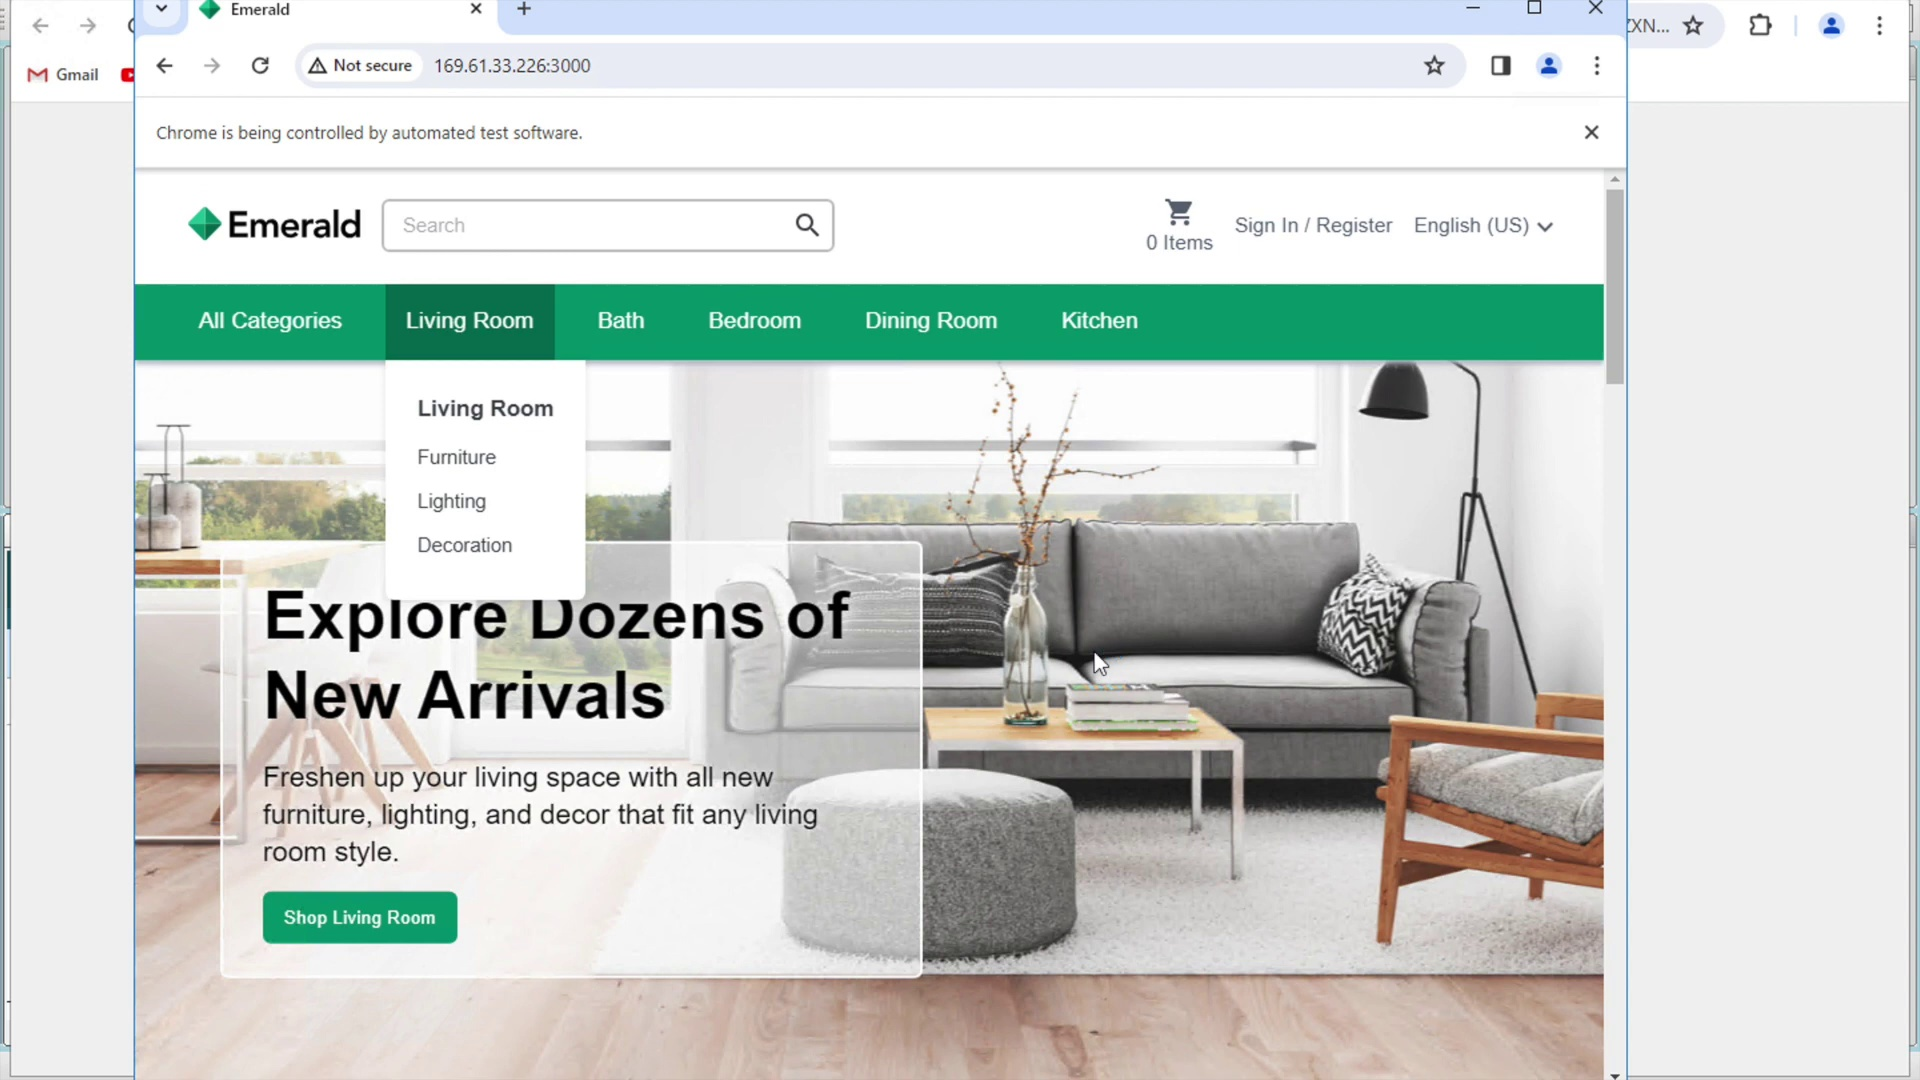 Emerald
ZXN...
Gmail
Not secure
169.61.33.226:3000
Chrome is being controlled by automated test software.
Emerald
Search
0 Items
Sign In / Register
English (US)
All Categories
Living Room
Bath
Bedroom
Dining Room
Kitchen
Living Room
Furniture
Lighting
Decoration
Explore Dozens of
New Arrivals
Freshen up your living space with all new
furniture, lighting, and decor that fit any living
room style.
Shop Living Room